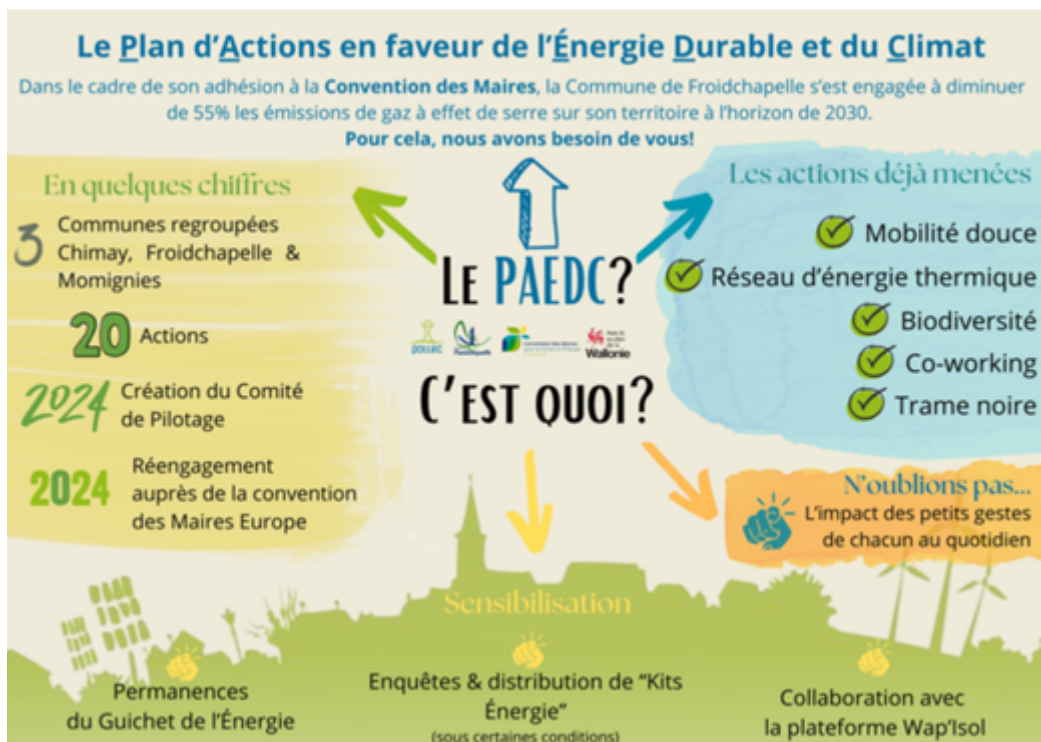 Le Plan d'Actions en faveur de l'Énergie Durable et du Climat
Dans le cadre de son adhésion à la Convention des Maires, la Commune de Froidchapelle s'est engagée à diminuer
de 55% les émissions de gaz à effet de serre sur son territoire à l'horizon de 2030.
Pour cela, nous avons besoin de vous!
En quelques chiffres
3 Communes regroupées
Chimay, Froidchapelle &
Momignies
20 Actions
2024 Création du Comité
de Pilotage
2024 Réengagement
auprès de la convention
des Maires Europe
Le PAEDC?
pollec
Wallonie
C'est quoi?
Les actions déjà menées
Mobilité douce
Réseau d'énergie thermique
Biodiversité
Co-working
Trame noire
N'oublions pas...
L'impact des petits gestes
de chacun au quotidien
Sensibilisation
Permanences
du Guichet de l'Énergie
Enquêtes & distribution de "Kits
Énergie"
(sous certaines conditions)
Collaboration avec
la plateforme Wap'Isol